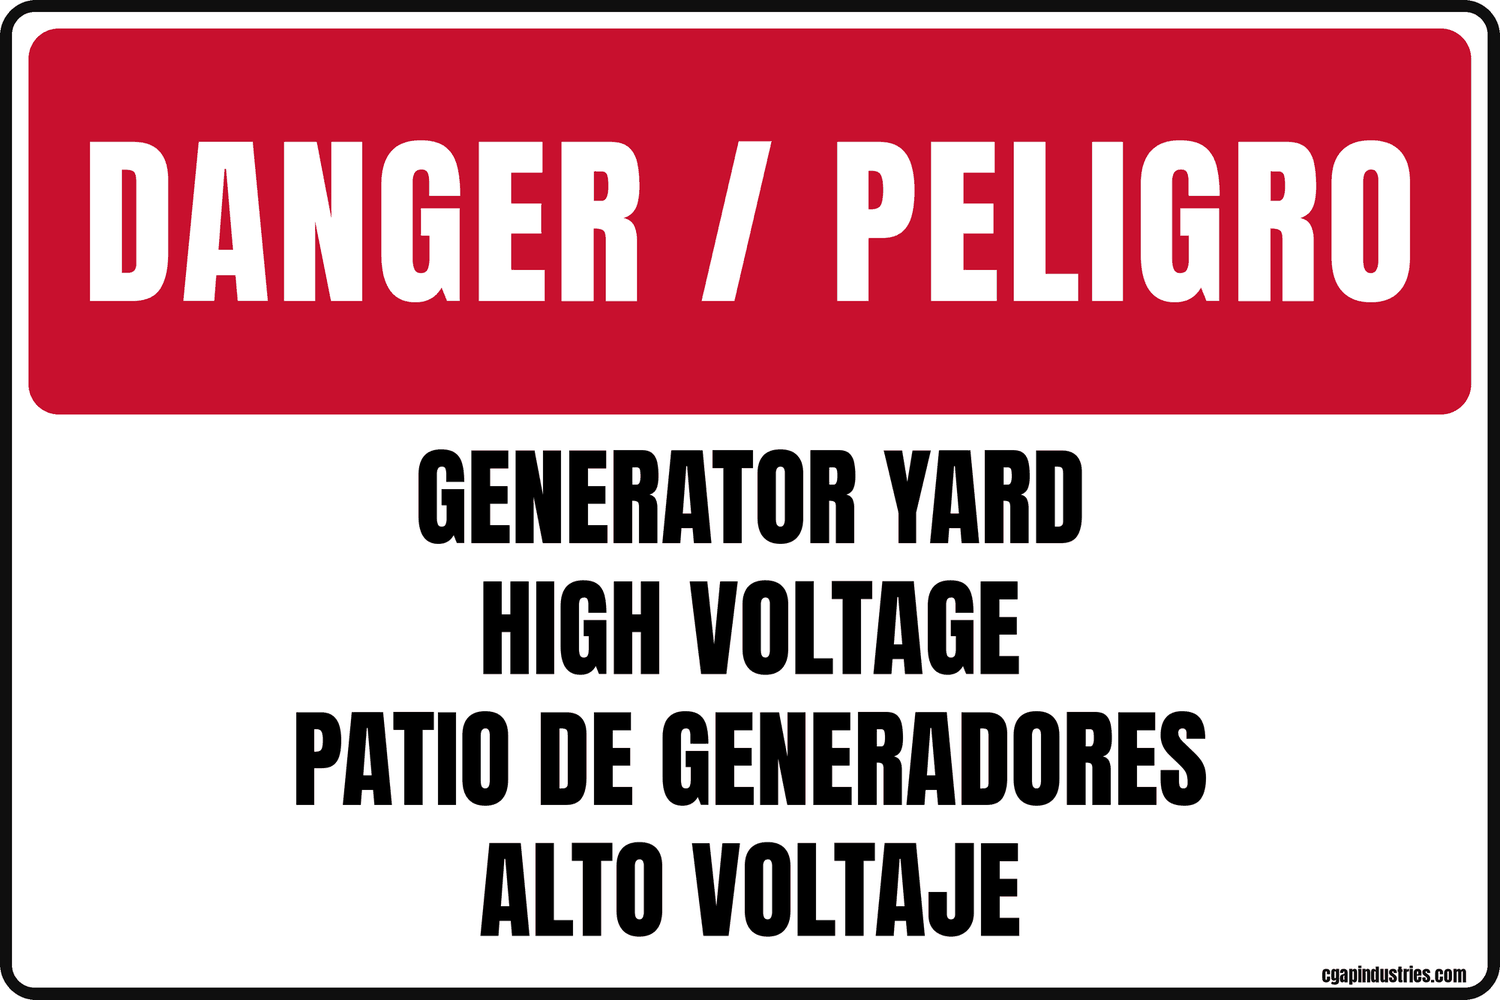 DANGER / PELIGRO
GENERATOR YARD
HIGH VOLTAGE
PATIO DE GENERADORES
ALTO VOLTAJE
cgapindustries.com